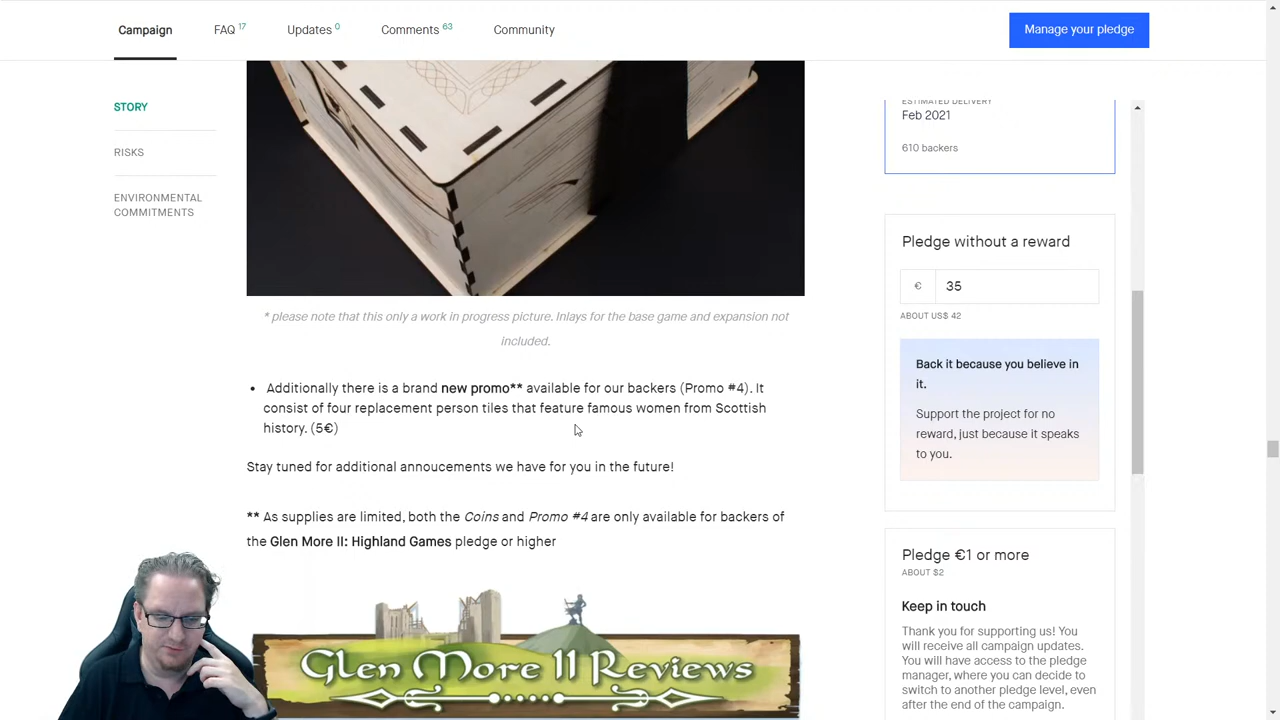 Campaign
FAQ 17
Updates 0
Comments 63
Community
Manage your pledge
STORY
RISKS
ENVIRONMENTAL
COMMITMENTS
* please note that this only a work in progress picture. Inlays for the base game and expansion not
included.
• Additionally there is a brand new promo** available for our backers (Promo #4). It
consist of four replacement person tiles that feature famous women from Scottish
history. (5€)
Stay tuned for additional annoucements we have for you in the future!
** As supplies are limited, both the Coins and Promo #4 are only available for backers of
the Glen More II: Highland Games pledge or higher
Glen More II Reviews
ESTIMATED DELIVERY
Feb 2021
610 backers
Pledge without a reward
€ 35
ABOUT US$ 42
Back it because you believe in
it.
Support the project for no
reward, just because it speaks
to you.
Pledge €1 or more
ABOUT $2
Keep in touch
Thank you for supporting us! You
will receive all campaign updates.
You will have access to the pledge
manager, where you can decide to
switch to another pledge level, even
after the end of the campaign.